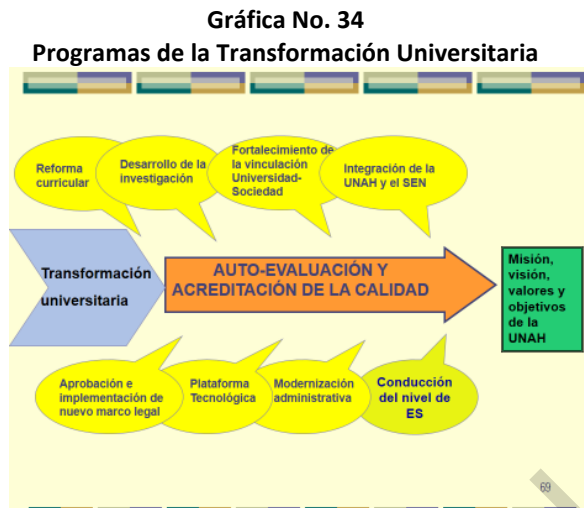 Gráfica No. 34
Programas de la Transformación Universitaria
Reforma
curricular
Desarrollo de la
investigación
Fortalecimiento de
la vinculación
Universidad-
Sociedad
Integración de la
UNAH y el SEN
Transformación
universitaria
AUTO-EVALUACIÓN Y
ACREDITACIÓN DE LA CALIDAD
Misión,
visión,
valores y
objetivos
de la
UNAH
Aprobación e
implementación de
nuevo marco legal
Plataforma
Tecnológica
Modernización
administrativa
Conducción
del nivel de
ES
69